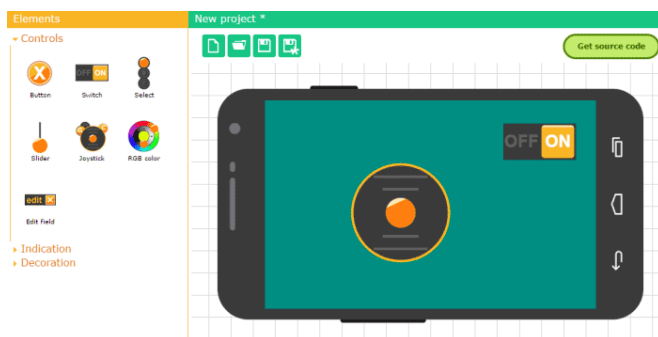 Elements
New project *
Controls
Get source code
OFF ON
Button
Switch
Select
Slider
Joystick
RGB color
edit
Edit field
Indication
Decoration
OFF ON